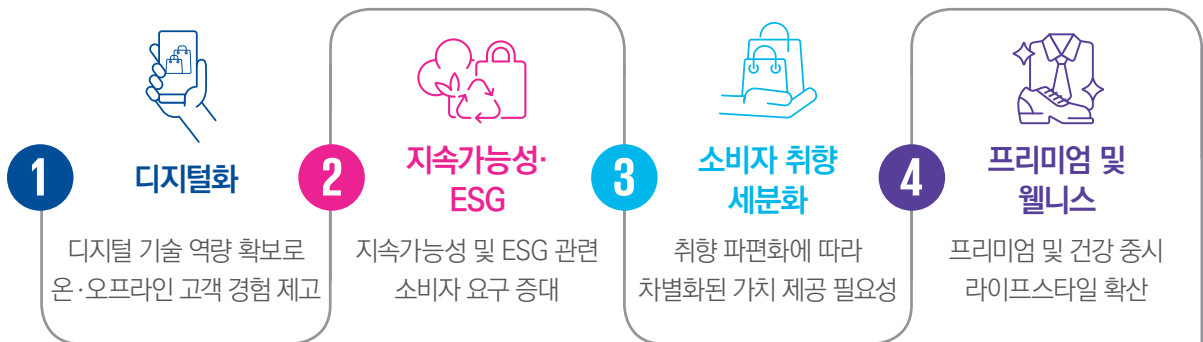 1
디지털화
디지털 기술 역량 확보로
온·오프라인 고객 경험 제고
2
지속가능성·
ESG
지속가능성 및 ESG 관련
소비자 요구 증대
3
소비자 취향
세분화
취향 파편화에 따라
차별화된 가치 제공 필요성
4
프리미엄 및
웰니스
프리미엄 및 건강 중시
라이프스타일 확산